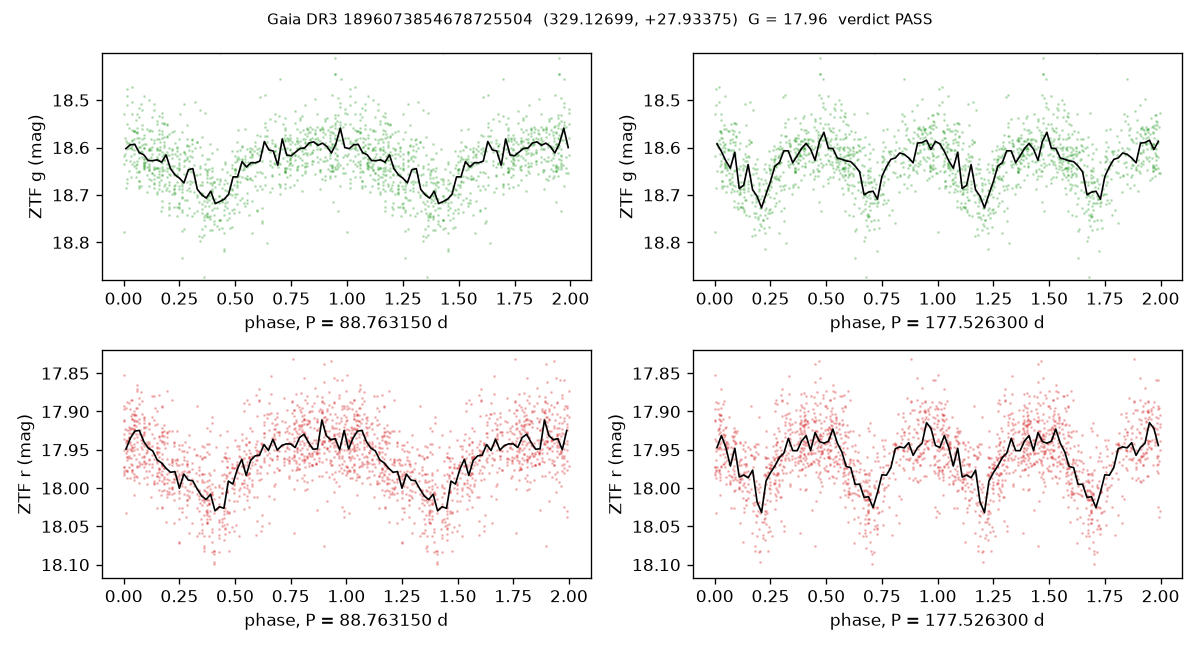 Gaia DR3 1896073854678725504 (329.12699, +27.93375) G = 17.96 verdict PASS
ZTF g (mag)
18.5
18.6
18.7
18.8
0.00 0.25 0.50 0.75 1.00 1.25 1.50 1.75 2.00
phase, P = 88.763150 d
ZTF g (mag)
18.5
18.6
18.7
18.8
0.00 0.25 0.50 0.75 1.00 1.25 1.50 1.75 2.00
phase, P = 177.526300 d
ZTF r (mag)
17.85
17.90
17.95
18.00
18.05
18.10
0.00 0.25 0.50 0.75 1.00 1.25 1.50 1.75 2.00
phase, P = 88.763150 d
ZTF r (mag)
17.85
17.90
17.95
18.00
18.05
18.10
0.00 0.25 0.50 0.75 1.00 1.25 1.50 1.75 2.00
phase, P = 177.526300 d